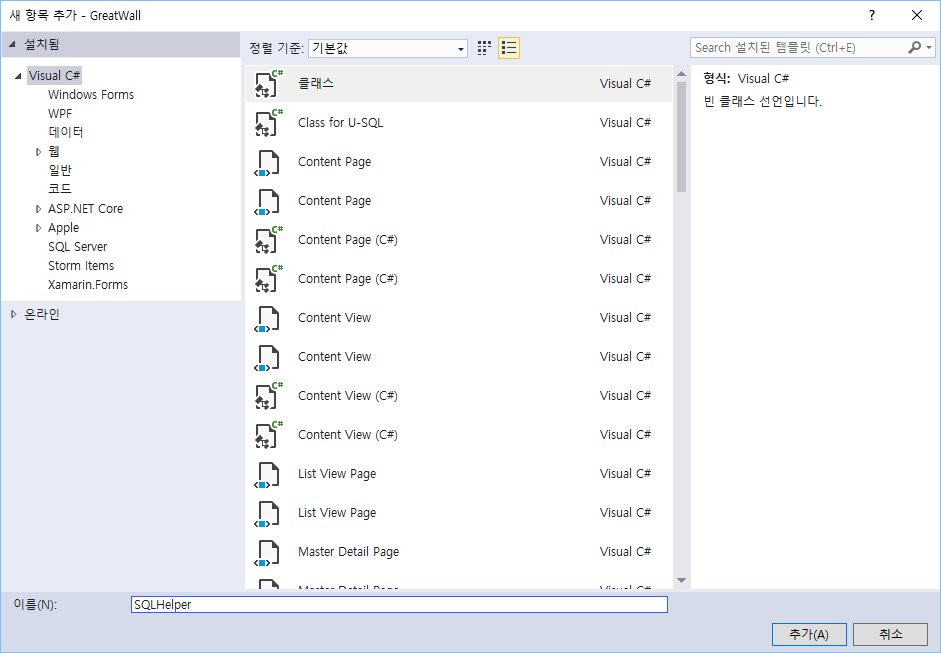 새 항목 추가 - GreatWall
?
설치됨
정렬 기준: 기본값
Search 설치된 템플릿 (Ctrl+E)
Visual C#
Windows Forms
WPF
데이터
웹
일반
코드
ASP.NET Core
Apple
SQL Server
Storm Items
Xamarin.Forms
온라인
C# 클래스 Visual C#
C# Class for U-SQL Visual C#
Content Page Visual C#
Content Page Visual C#
C# Content Page (C#) Visual C#
C# Content Page (C#) Visual C#
Content View Visual C#
Content View Visual C#
C# Content View (C#) Visual C#
C# Content View (C#) Visual C#
List View Page Visual C#
List View Page Visual C#
Master Detail Page Visual C#
Master Detail Page Visual C#
형식: Visual C#
빈 클래스 선언입니다.
이름(N): SQLHelper
추가(A) 취소